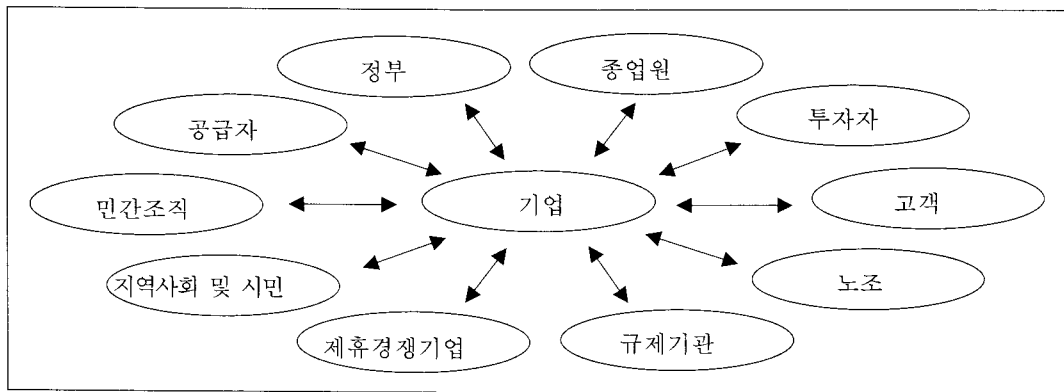 정부
종업원
공급자
투자자
민간조직
기업
고객
지역사회 및 시민
노조
제휴경쟁기업
규제기관